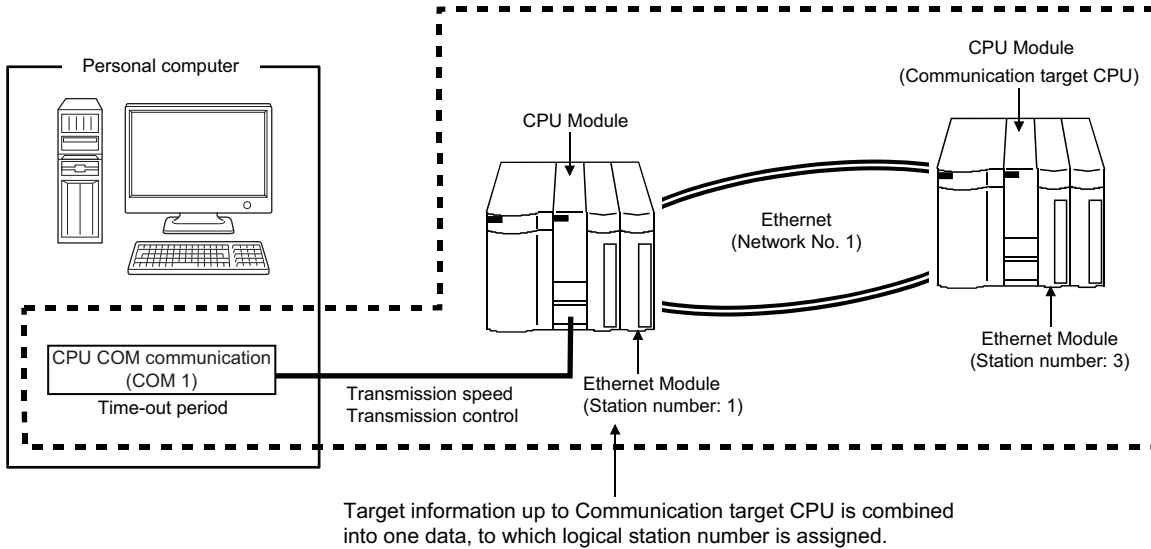 Personal computer
CPU COM communication
(COM 1)
Time-out period
Transmission speed
Transmission control
CPU Module
Ethernet Module
(Station number: 1)
Ethernet
(Network No. 1)
CPU Module
(Communication target CPU)
Ethernet Module
(Station number: 3)
Target information up to Communication target CPU is combined
into one data, to which logical station number is assigned.